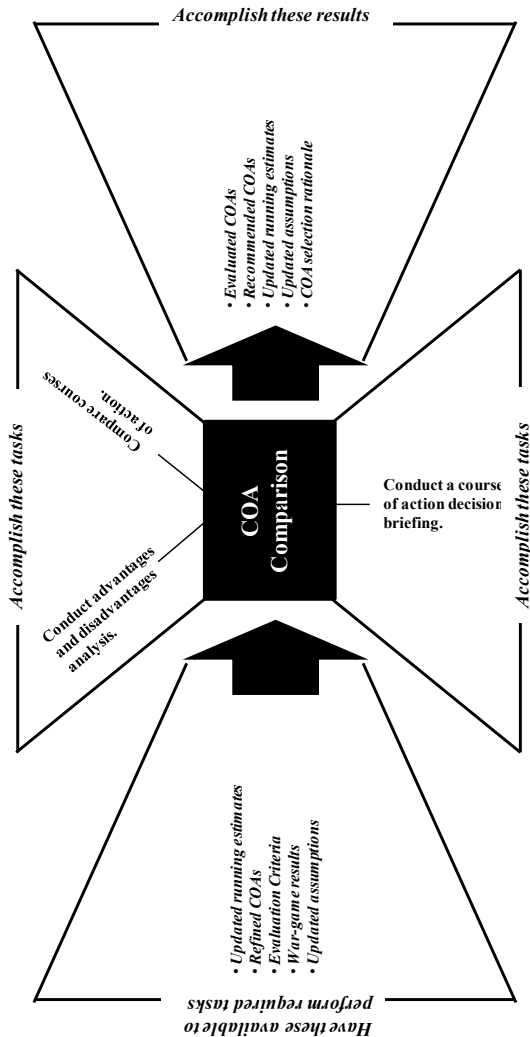 Accomplish these results
• Evaluated COAs
• Recommended COAs
• Updated running estimates
• Updated assumptions
• COA selection rationale
Accomplish these tasks
Compare courses
of action.
Conduct advantages
and disadvantages
analysis.
COA
Comparison
Conduct a course
of action decision
briefing.
Accomplish these tasks
• Updated running estimates
• Refined COAs
• Evaluation Criteria
• War-game results
• Updated assumptions
Have these available to
perform required tasks